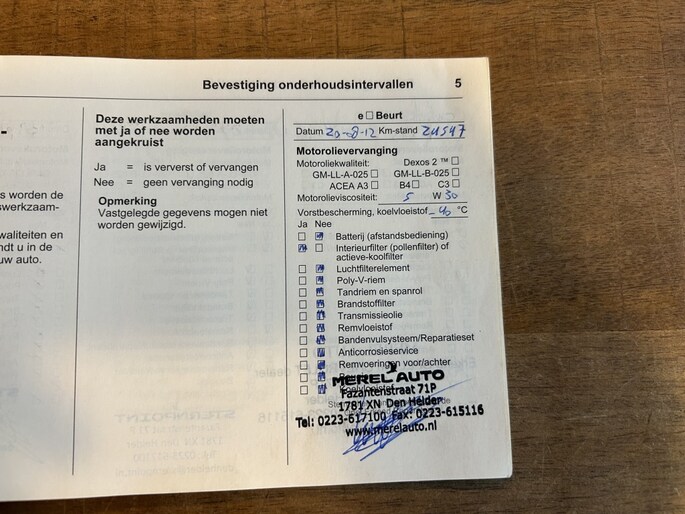 Bevestiging onderhoudsintervallen 5
s worden de
swerkzaam-
waliteiten en
ndt u in de
uw auto.
Deze werkzaamheden moeten
met ja of nee worden
aangekruist
Ja = is ververst of vervangen
Nee = geen vervanging nodig
Opmerking
Vastgelegde gegevens mogen niet
worden gewijzigd.
e Beurt
Datum 20-8-12 Km-stand 24547
Motorolievervanging
Motoroliekwaliteit: Dexos 2 ™
GM-LL-A-025 GM-LL-B-025
ACEA A3 B4 C3
Motorolieviscositeit: 5 W 30
Vorstbescherming, koelvloeistof -40 °C
Ja Nee
Batterij (afstandsbediening)
Interieurfilter (pollenfilter) of
actieve-koolfilter
Luchtfilterelement
Poly-V-riem
Tandriem en spanrol
Brandstoffilter
Transmissieolie
Remvloeistof
Bandenvulsysteem/Reparatieset
Anticorrosieservice
Remvoeringen voor/achter
Koelvloeistof
MEREL AUTO
Fazantenstraat 71P
1781 XN Den Helder
Tel: 0223-617100 Fax: 0223-615116
www.merelauto.nl